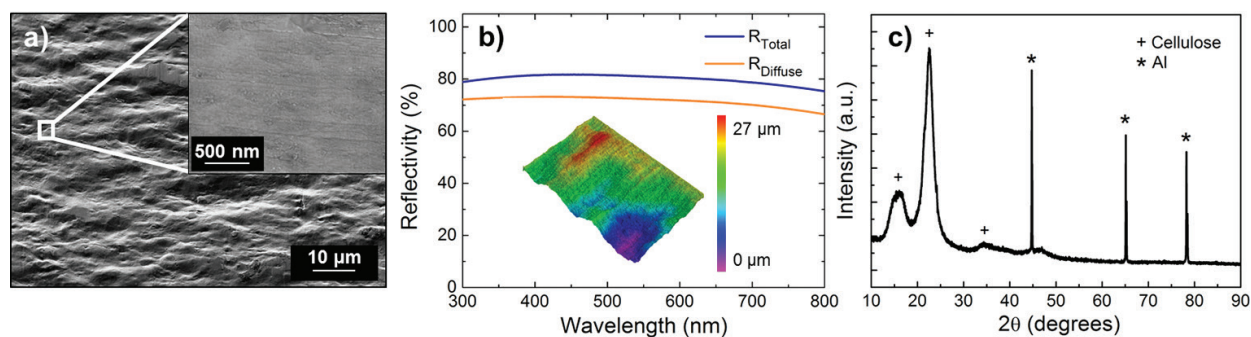 a)
500 nm
10 µm
b)
R_Total
R_Diffuse
100
80
60
40
20
0
Reflectivity (%)
27 µm
0 µm
300 400 500 600 700 800
Wavelength (nm)
c)
+ Cellulose
* Al
+
+
+
*
*
*
Intensity (a.u.)
10 20 30 40 50 60 70 80 90
2θ (degrees)